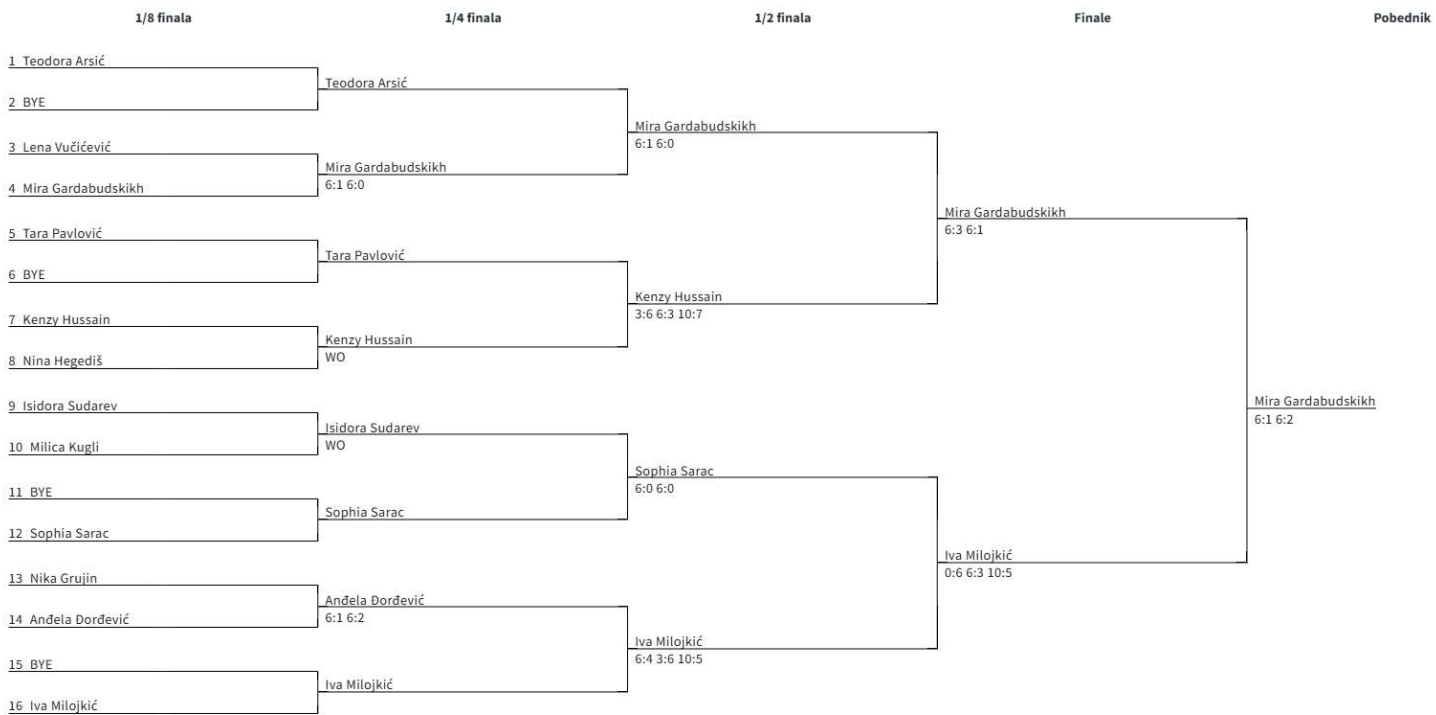 1/8 finala
1/4 finala
1/2 finala
Finale
Pobednik
1 Teodora Arsić
2 BYE
3 Lena Vučićević
4 Mira Gardabudskikh
5 Tara Pavlović
6 BYE
7 Kenzy Hussain
8 Nina Hegediš
9 Isidora Sudarev
10 Milica Kugli
11 BYE
12 Sophia Sarac
13 Nika Grujin
14 Anđela Đorđević
15 BYE
16 Iva Milojkić
Teodora Arsić
Mira Gardabudskikh
6:1 6:0
Tara Pavlović
Kenzy Hussain
WO
Isidora Sudarev
WO
Sophia Sarac
Anđela Đorđević
6:1 6:2
Iva Milojkić
Mira Gardabudskikh
6:1 6:0
Kenzy Hussain
3:6 6:3 10:7
Sophia Sarac
6:0 6:0
Iva Milojkić
6:4 3:6 10:5
Mira Gardabudskikh
6:3 6:1
Iva Milojkić
0:6 6:3 10:5
Mira Gardabudskikh
6:1 6:2